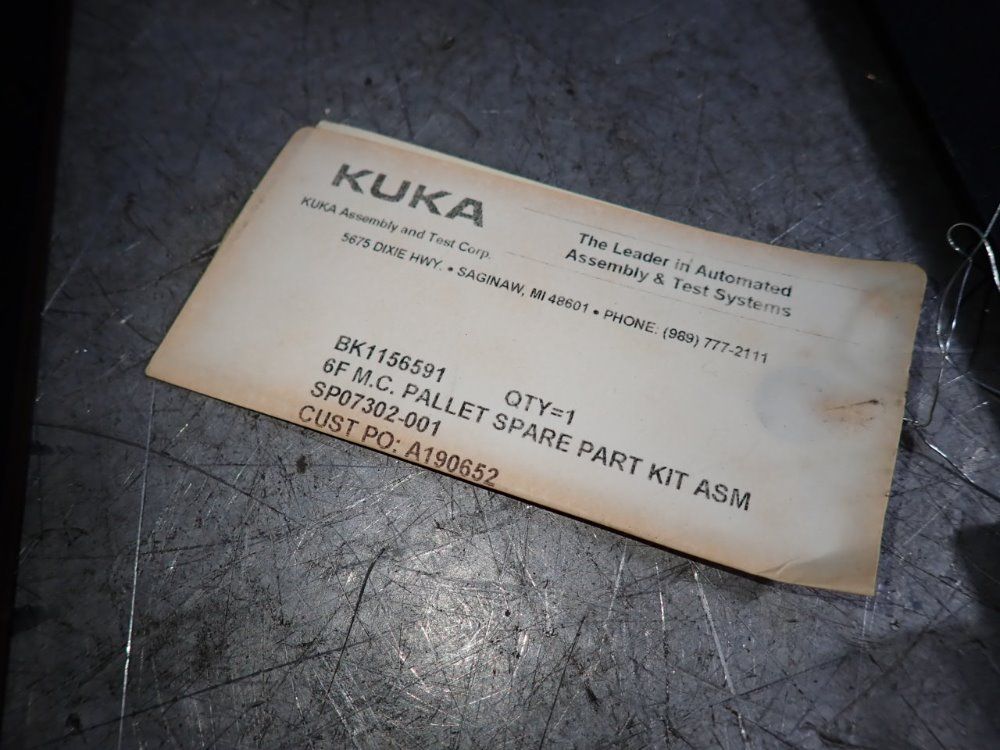 KUKA
KUKA Assembly and Test Corp.
The Leader in Automated
Assembly & Test Systems
5675 DIXIE HWY. • SAGINAW, MI 48601 • PHONE: (989) 777-2111
BK1156591 QTY=1
6F M.C. PALLET SPARE PART KIT ASM
SP07302-001
CUST PO: A190652